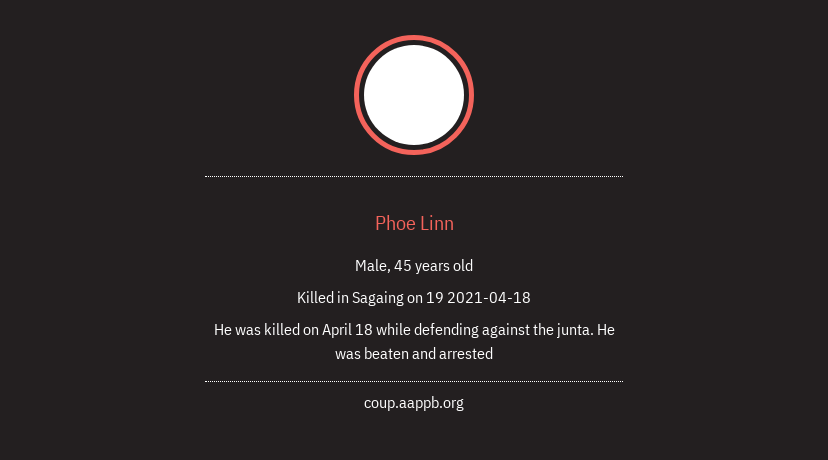 Phoe Linn
Male, 45 years old
Killed in Sagaing on 19 2021-04-18
He was killed on April 18 while defending against the junta. He
was beaten and arrested
coup.aappb.org